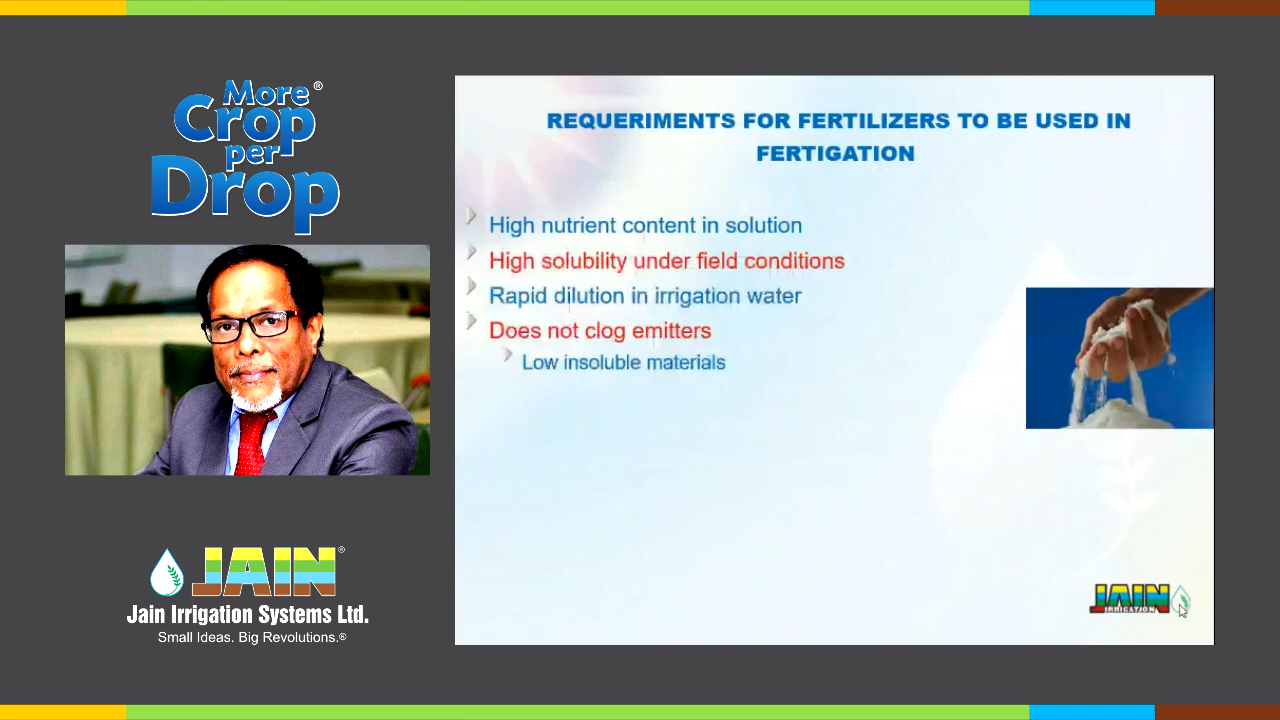 More®
Crop
per
Drop
JAIN®
Jain Irrigation Systems Ltd.
Small Ideas. Big Revolutions.®
REQUERIMENTS FOR FERTILIZERS TO BE USED IN
FERTIGATION
High nutrient content in solution
High solubility under field conditions
Rapid dilution in irrigation water
Does not clog emitters
Low insoluble materials
JAIN
IRRIGATION